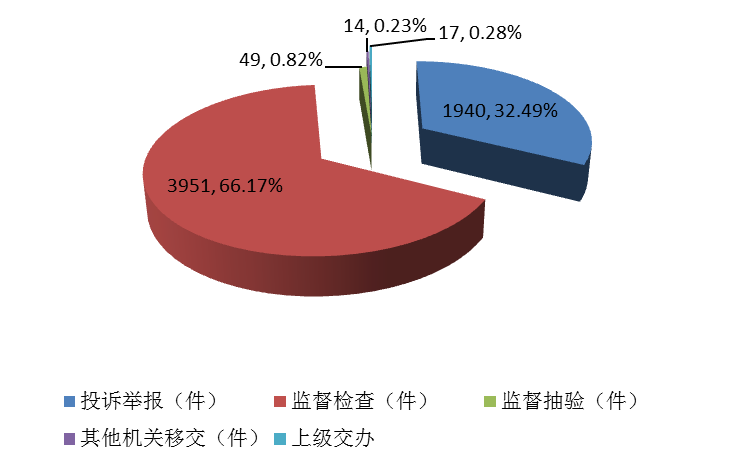 14, 0.23%
17, 0.28%
49, 0.82%
1940, 32.49%
3951, 66.17%
投诉举报（件） 监督检查（件） 监督抽验（件）
其他机关移交（件） 上级交办